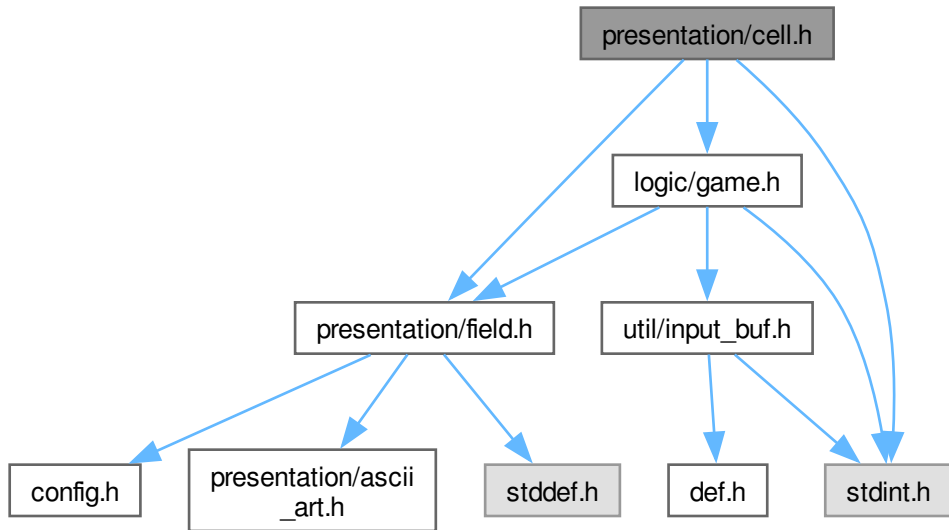 presentation/cell.h
logic/game.h
presentation/field.h
util/input_buf.h
config.h
presentation/ascii
_art.h
stddef.h
def.h
stdint.h